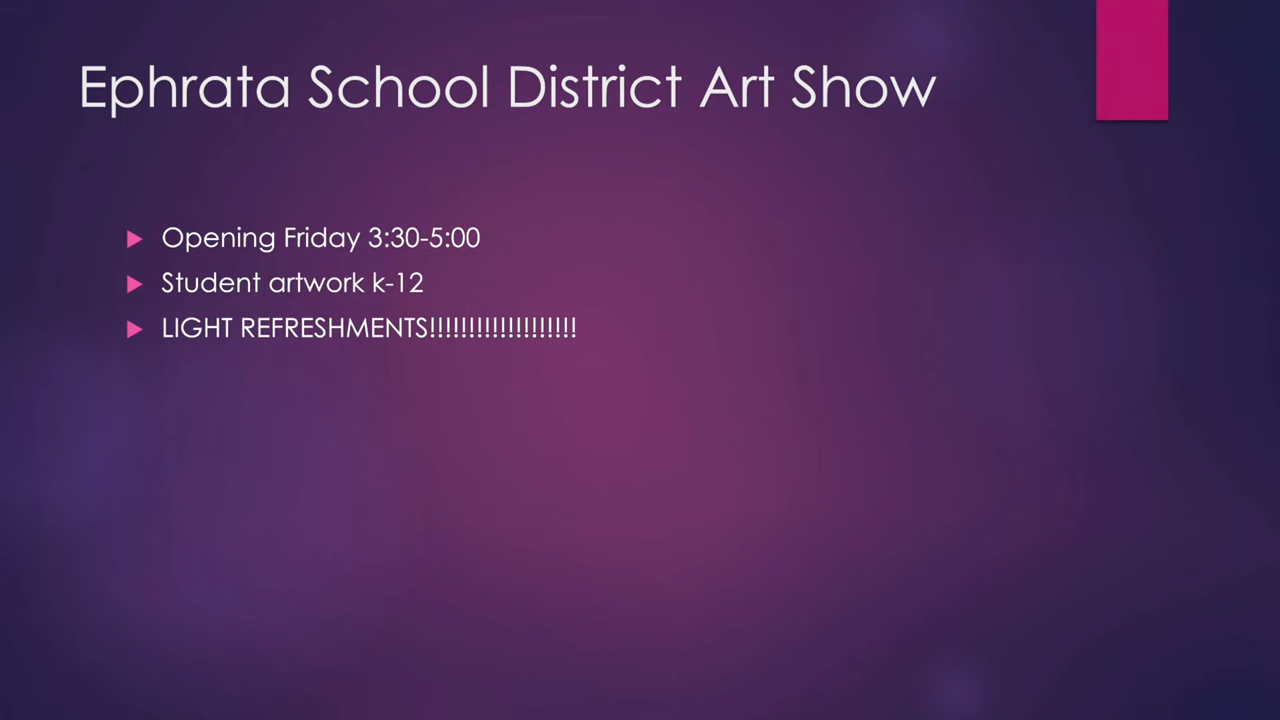 Ephrata School District Art Show
Opening Friday 3:30-5:00
Student artwork k-12
LIGHT REFRESHMENTS!!!!!!!!!!!!!!!!!!!